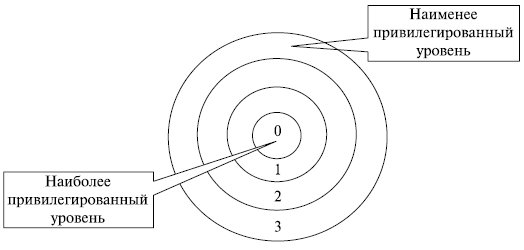 Наименее
привилегированный
уровень
0
1
2
3
Наиболее
привилегированный
уровень